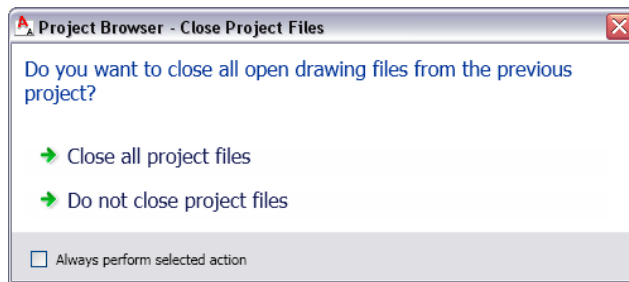 Project Browser - Close Project Files
Do you want to close all open drawing files from the previous
project?
Close all project files
Do not close project files
Always perform selected action